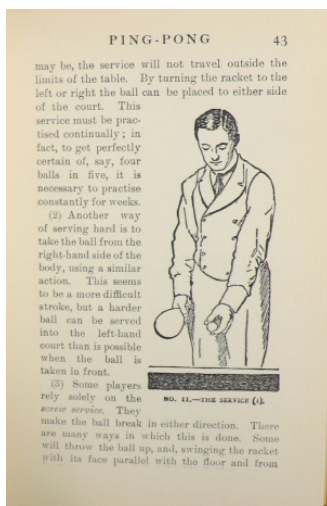 PING-PONG 43
may be, the service will not travel outside the
limits of the table. By turning the racket to the
left or right the ball can be placed to either side
of the court. This
service must be prac-
tised continually ; in
fact, to get perfectly
certain of, say, four
balls in five, it is
necessary to practise
constantly for weeks.
(2) Another way
of serving hard is to
take the ball from the
right-hand side of the
body, using a similar
action. This seems
to be a more difficult
stroke, but a harder
ball can be served
into the left-hand
court than is possible
when the ball is
taken in front.
(3) Some players
rely solely on the
screw service. They
NO. 11.—THE SERVICE (1).
make the ball break in either direction. There
are many ways in which this is done. Some
will throw the ball up, and, swinging the racket
with its face parallel with the floor and from